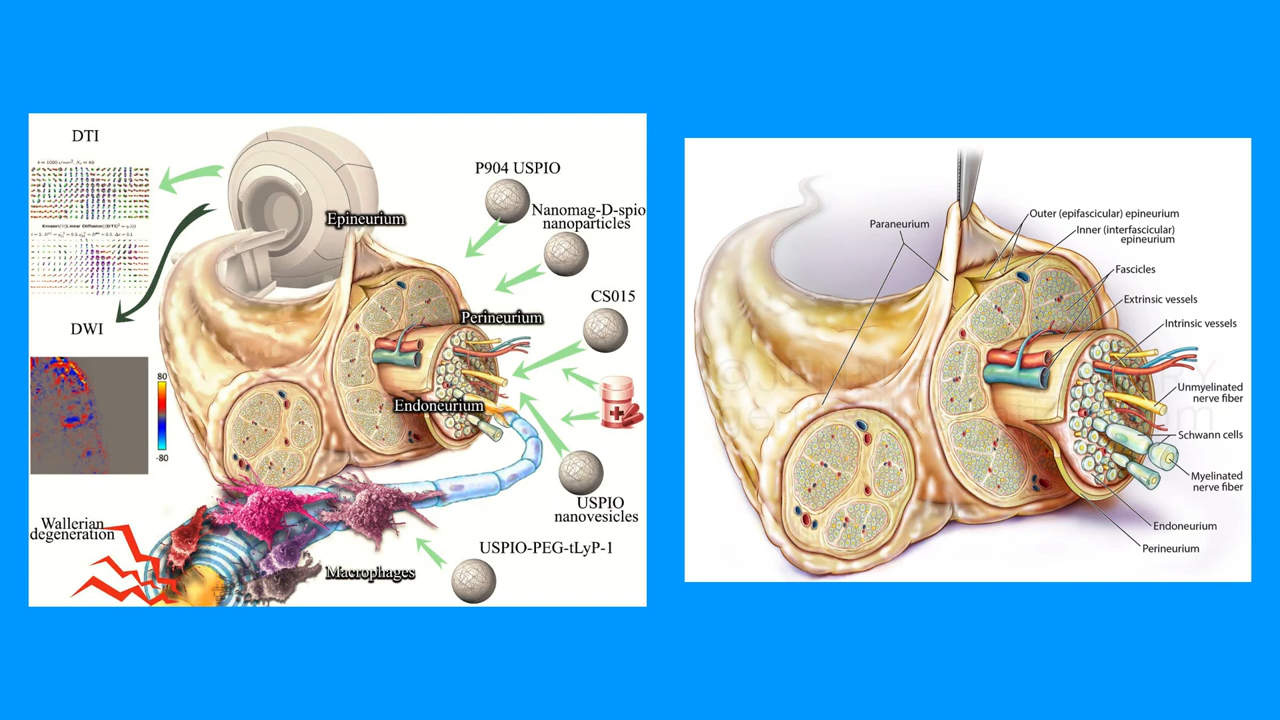 DTI
Epineurium
P904 USPIO
Nanomag-D-spio
nanoparticles
CS015
Perineurium
DWI
80
-80
Endoneurium
USPIO
nanovesicles
Wallerian
degeneration
USPIO-PEG-tLyP-1
Macrophages
Paraneurium
Outer (epifascicular) epineurium
Inner (interfascicular)
epineurium
Fascicles
Extrinsic vessels
Intrinsic vessels
Unmyelinated
nerve fiber
Schwann cells
Myelinated
nerve fiber
Endoneurium
Perineurium